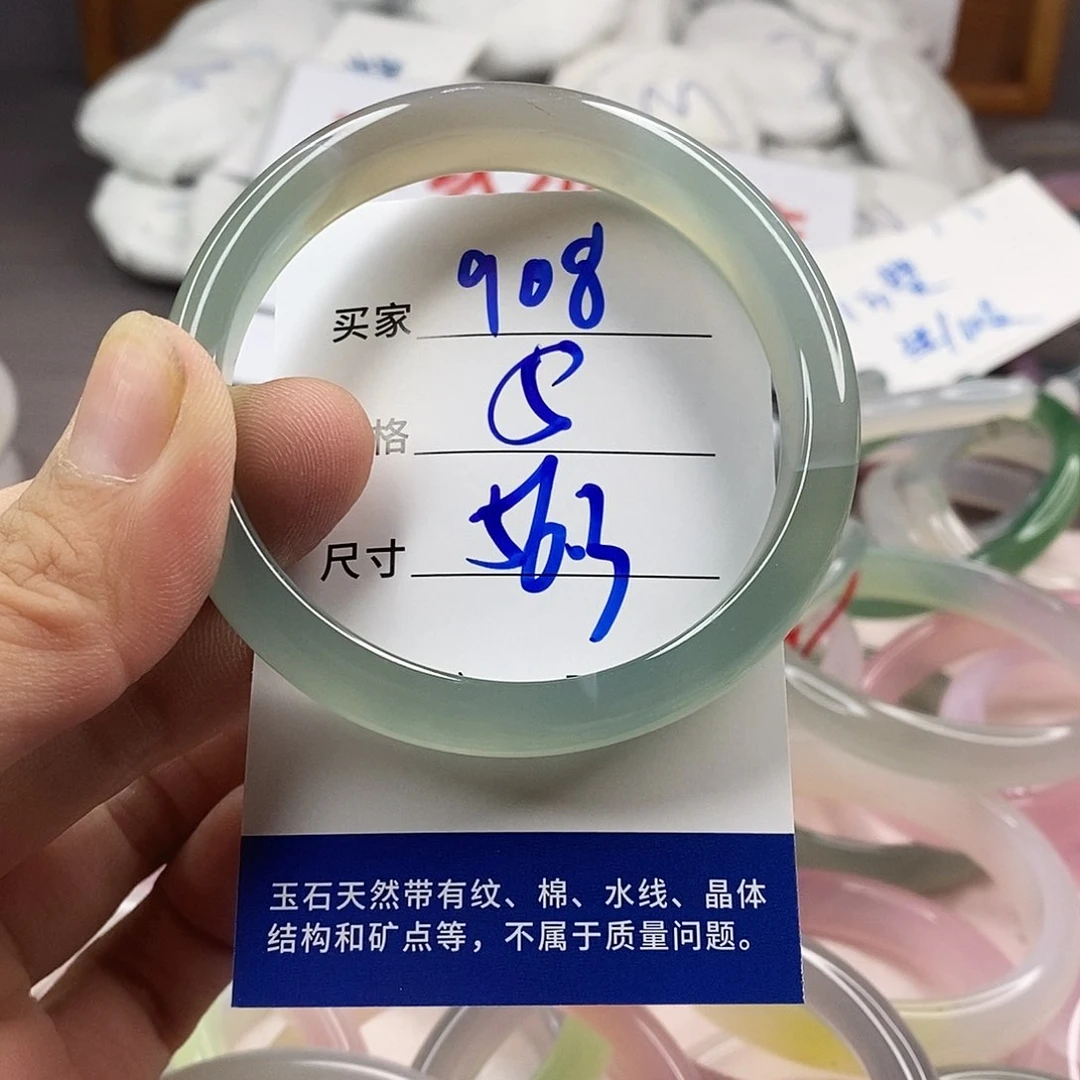 买家 908
格
尺寸 56.3
玉石天然带有纹、棉、水线、晶体
结构和矿点等，不属于质量问题。